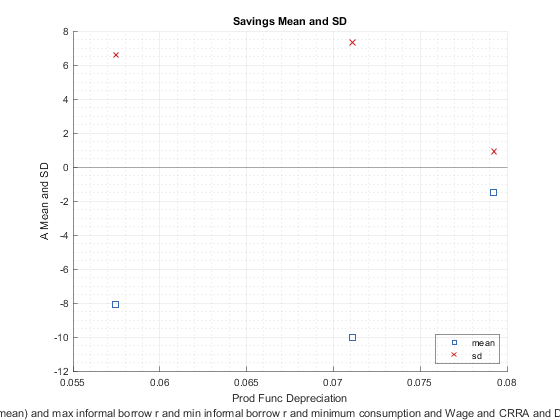 Savings Mean and SD
8
6
4
2
0
-2
-4
-6
-8
-10
-12
A Mean and SD
mean
sd
0.055 0.06 0.065 0.07 0.075 0.08
Prod Func Depreciation
mean) and max informal borrow r and min informal borrow r and minimum consumption and Wage and CRRA and